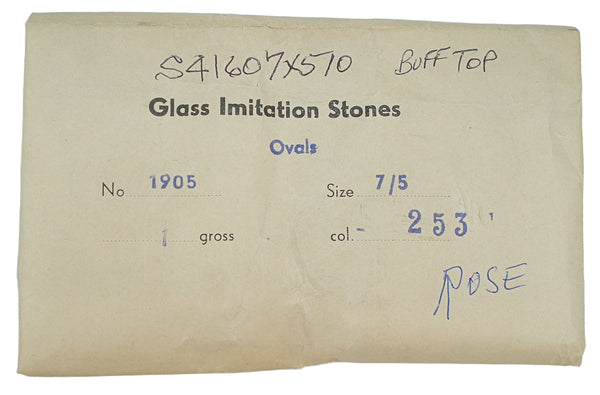 S41607X570 BUFF TOP
Glass Imitation Stones
Ovals
No 1905 Size 7/5
1 gross col. - 253
ROSE